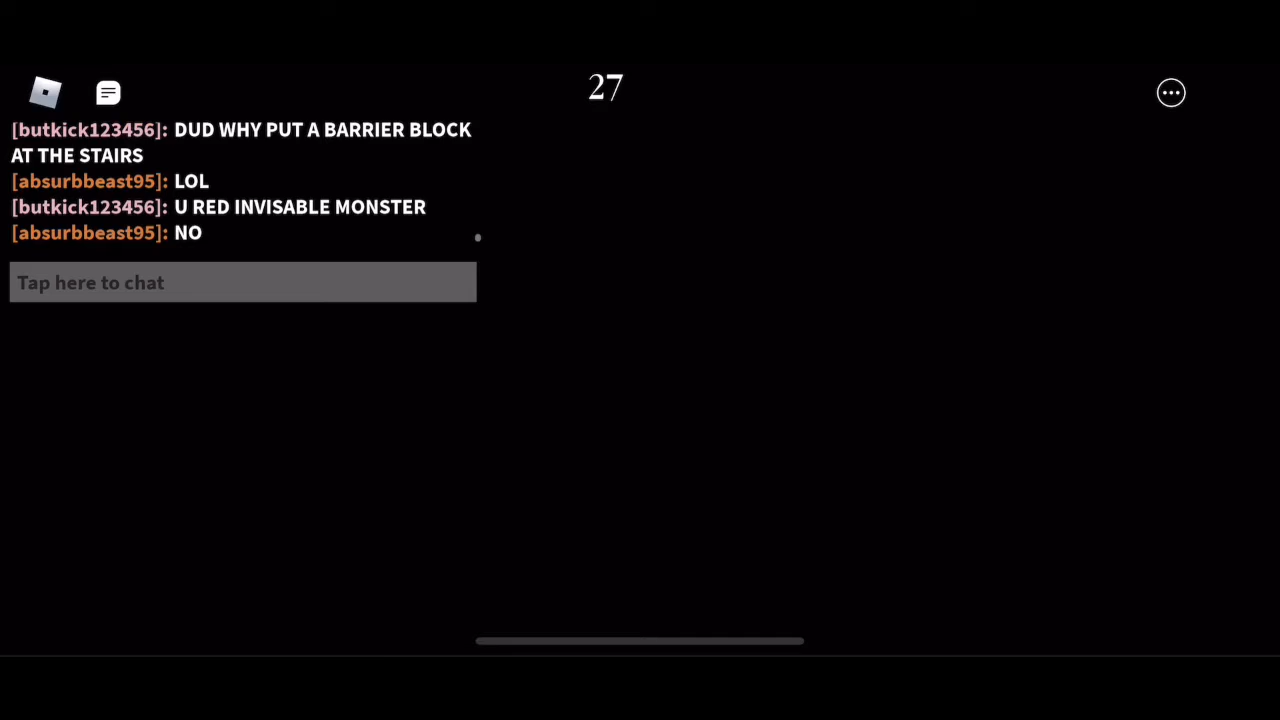 27
[butkick123456]: DUD WHY PUT A BARRIER BLOCK
AT THE STAIRS
[absurbbeast95]: LOL
[butkick123456]: U RED INVISABLE MONSTER
[absurbbeast95]: NO
Tap here to chat